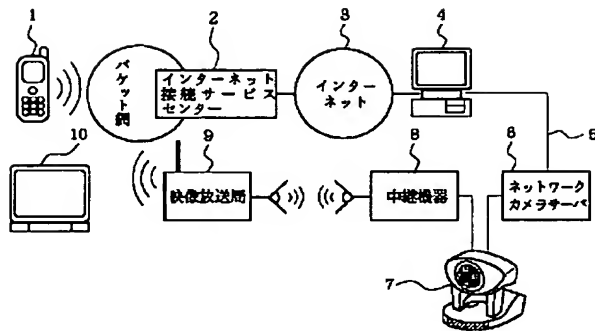 1
2
3
4
パケット網
インターネット
接続サービス
センター
インター
ネット
10
9
8
6
5
映像放送局
中継機器
ネットワーク
カメラサーバ
7